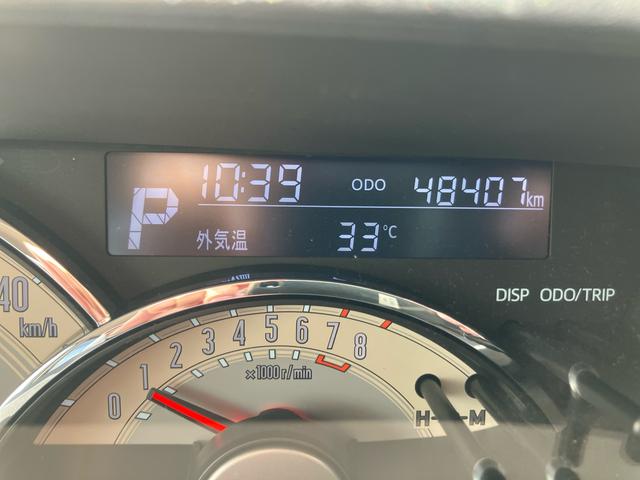 10:39 ODO 48407km
P
外気温 33℃
DISP ODO/TRIP
40
km/h
0 1 2 3 4 5 6 7 8
×1000r/min
H M